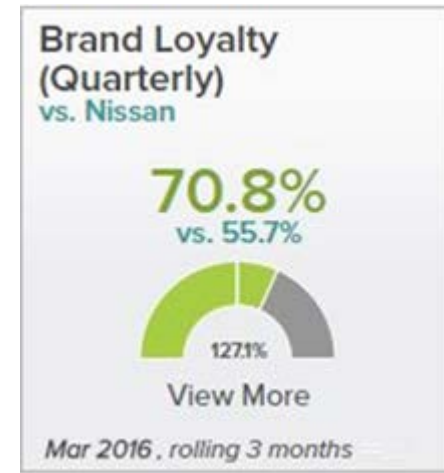 Brand Loyalty
(Quarterly)
vs. Nissan
70.8%
vs. 55.7%
127.1%
View More
Mar 2016 , rolling 3 months